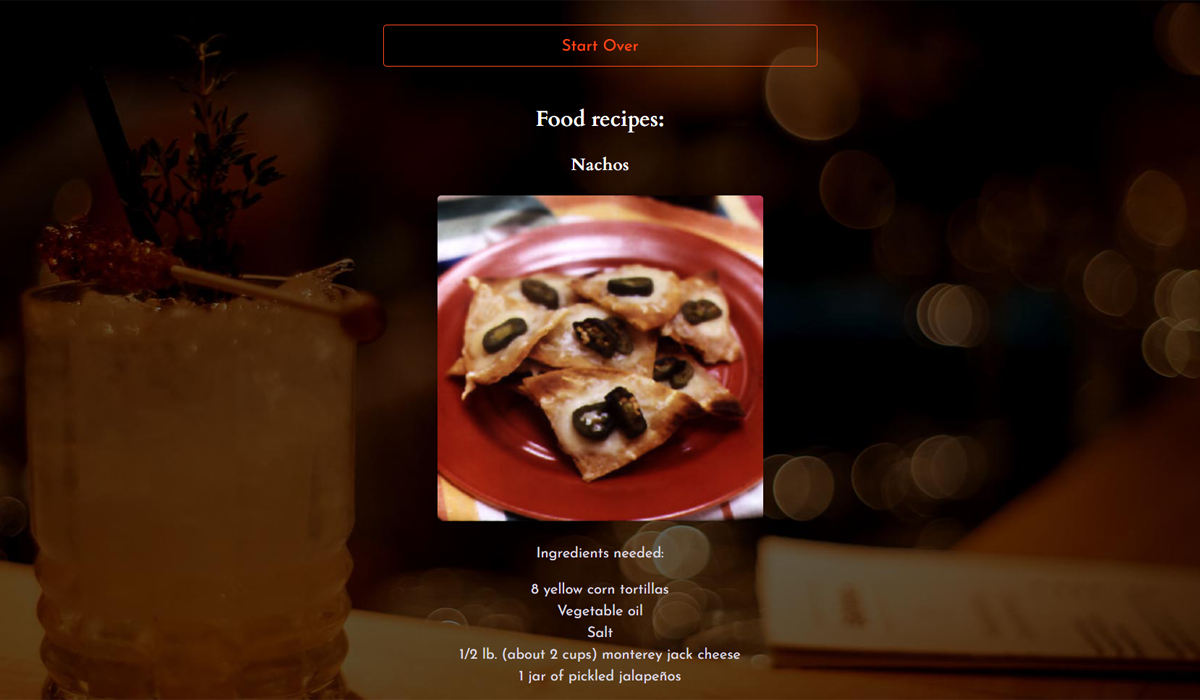 Start Over
Food recipes:
Nachos
Ingredients needed:
8 yellow corn tortillas
Vegetable oil
Salt
1/2 lb. (about 2 cups) monterey jack cheese
1 jar of pickled jalapeños